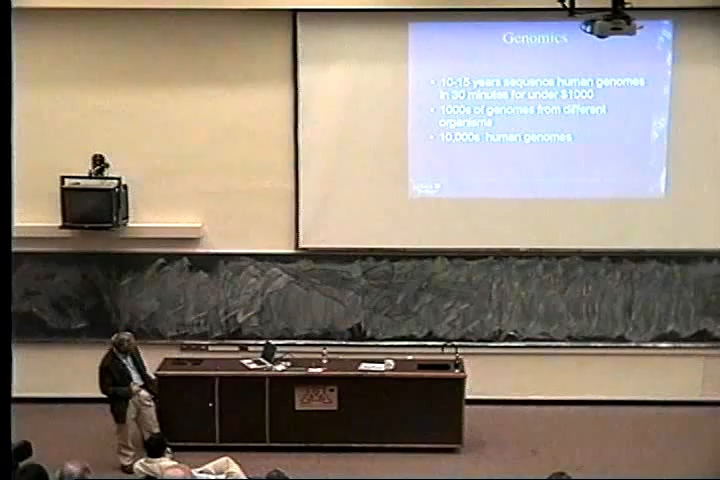 Genomics
• 10-15 years sequence human genomes
in 30 minutes for under $1000
• 1000s of genomes from different
organisms
• 10,000s human genomes